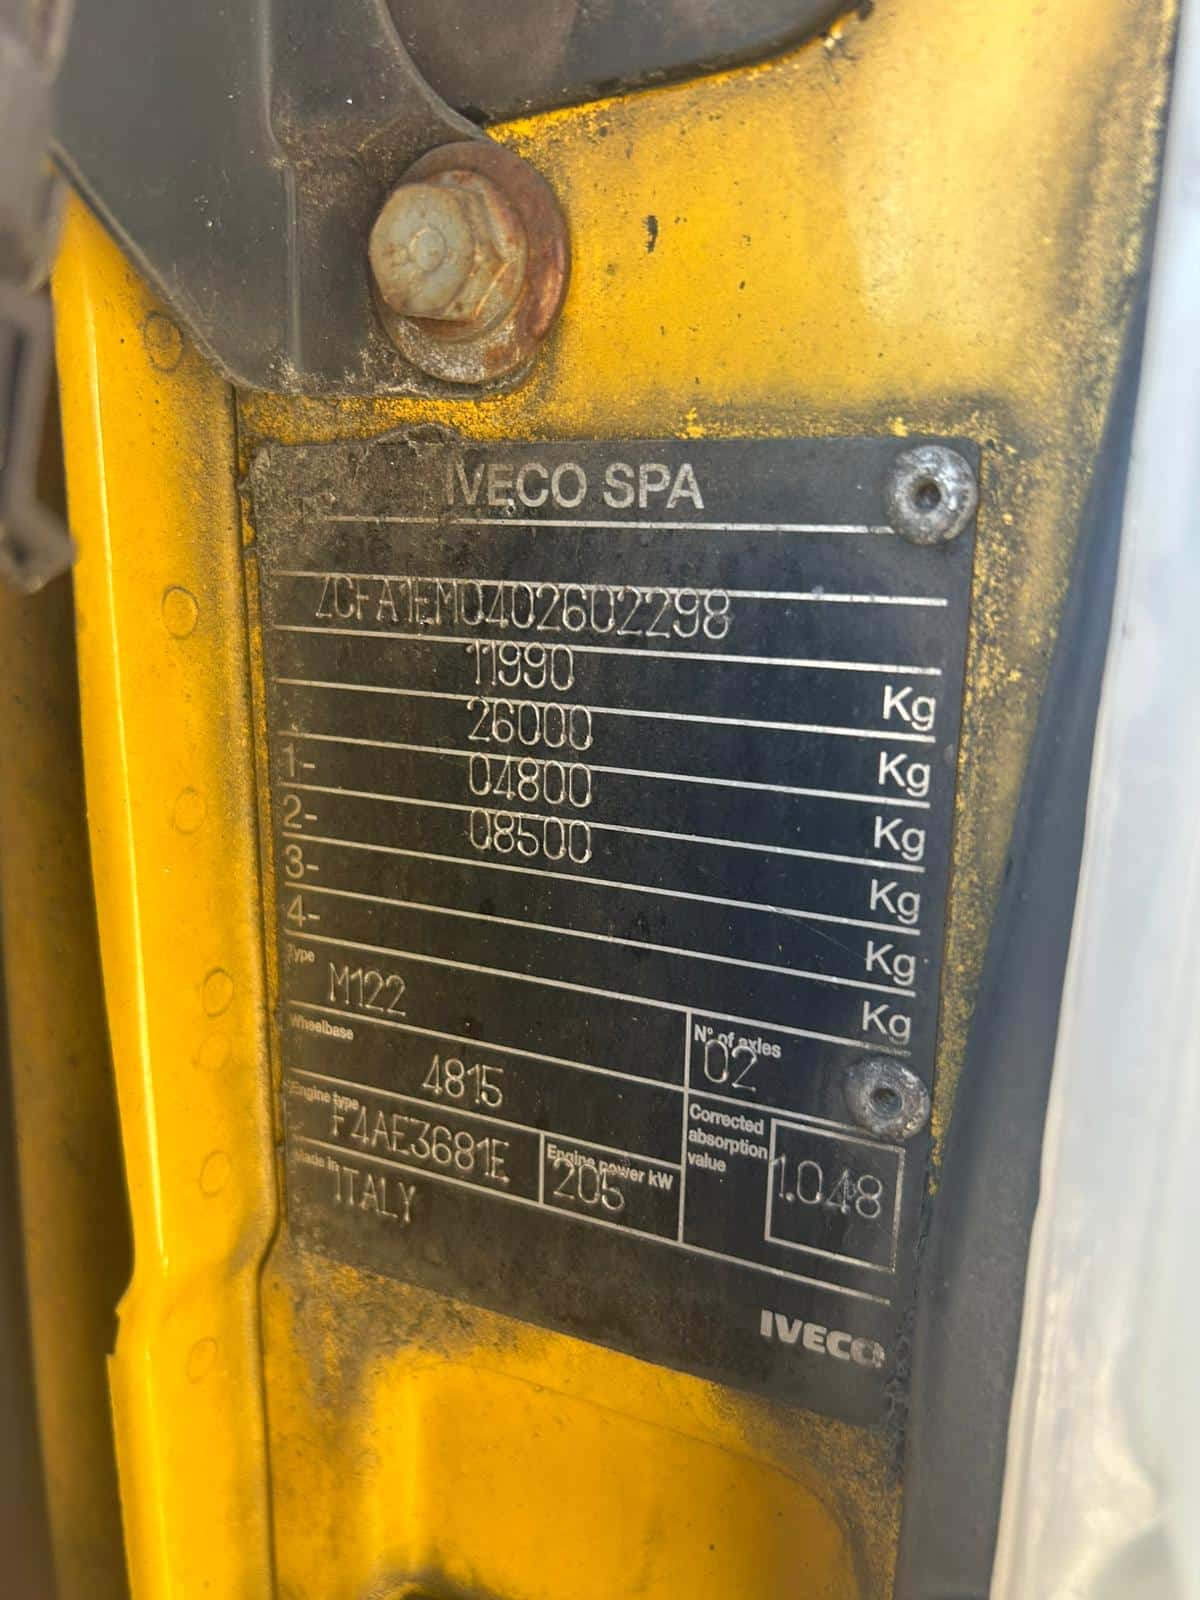 IVECO SPA
ZCFA1EM0402602298
11990 Kg
26000 Kg
1- 04800 Kg
2- 08500 Kg
3- Kg
4- Kg
Type M122
N° of axles 02
Wheelbase 4815
Engine type F4AE3681E
Engine power kW 205
Corrected absorption value 1.048
Made in ITALY
IVECO